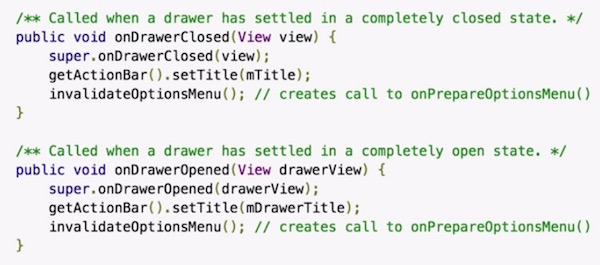 /** Called when a drawer has settled in a completely closed state. */
public void onDrawerClosed(View view) {
    super.onDrawerClosed(view);
    getActionBar().setTitle(mTitle);
    invalidateOptionsMenu(); // creates call to onPrepareOptionsMenu()
}

/** Called when a drawer has settled in a completely open state. */
public void onDrawerOpened(View drawerView) {
    super.onDrawerOpened(drawerView);
    getActionBar().setTitle(mDrawerTitle);
    invalidateOptionsMenu(); // creates call to onPrepareOptionsMenu()
}